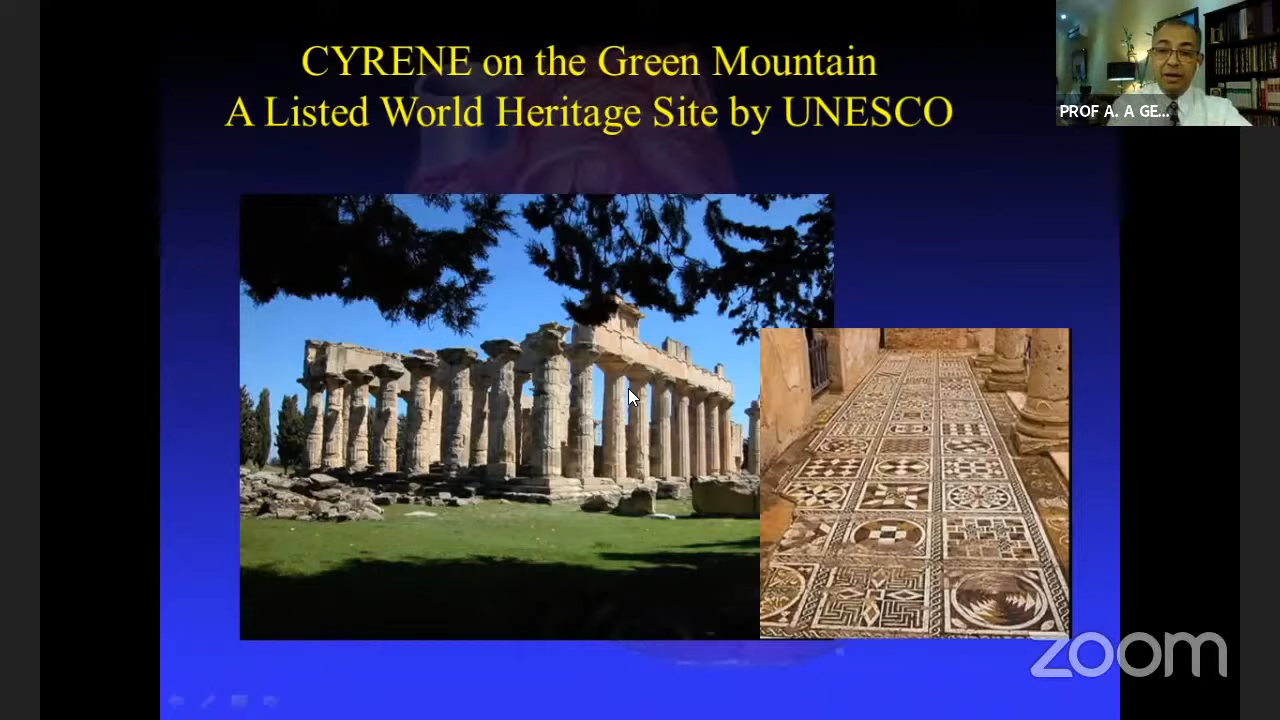 CYRENE on the Green Mountain
A Listed World Heritage Site by UNESCO
PROF A. A GE...
zoom